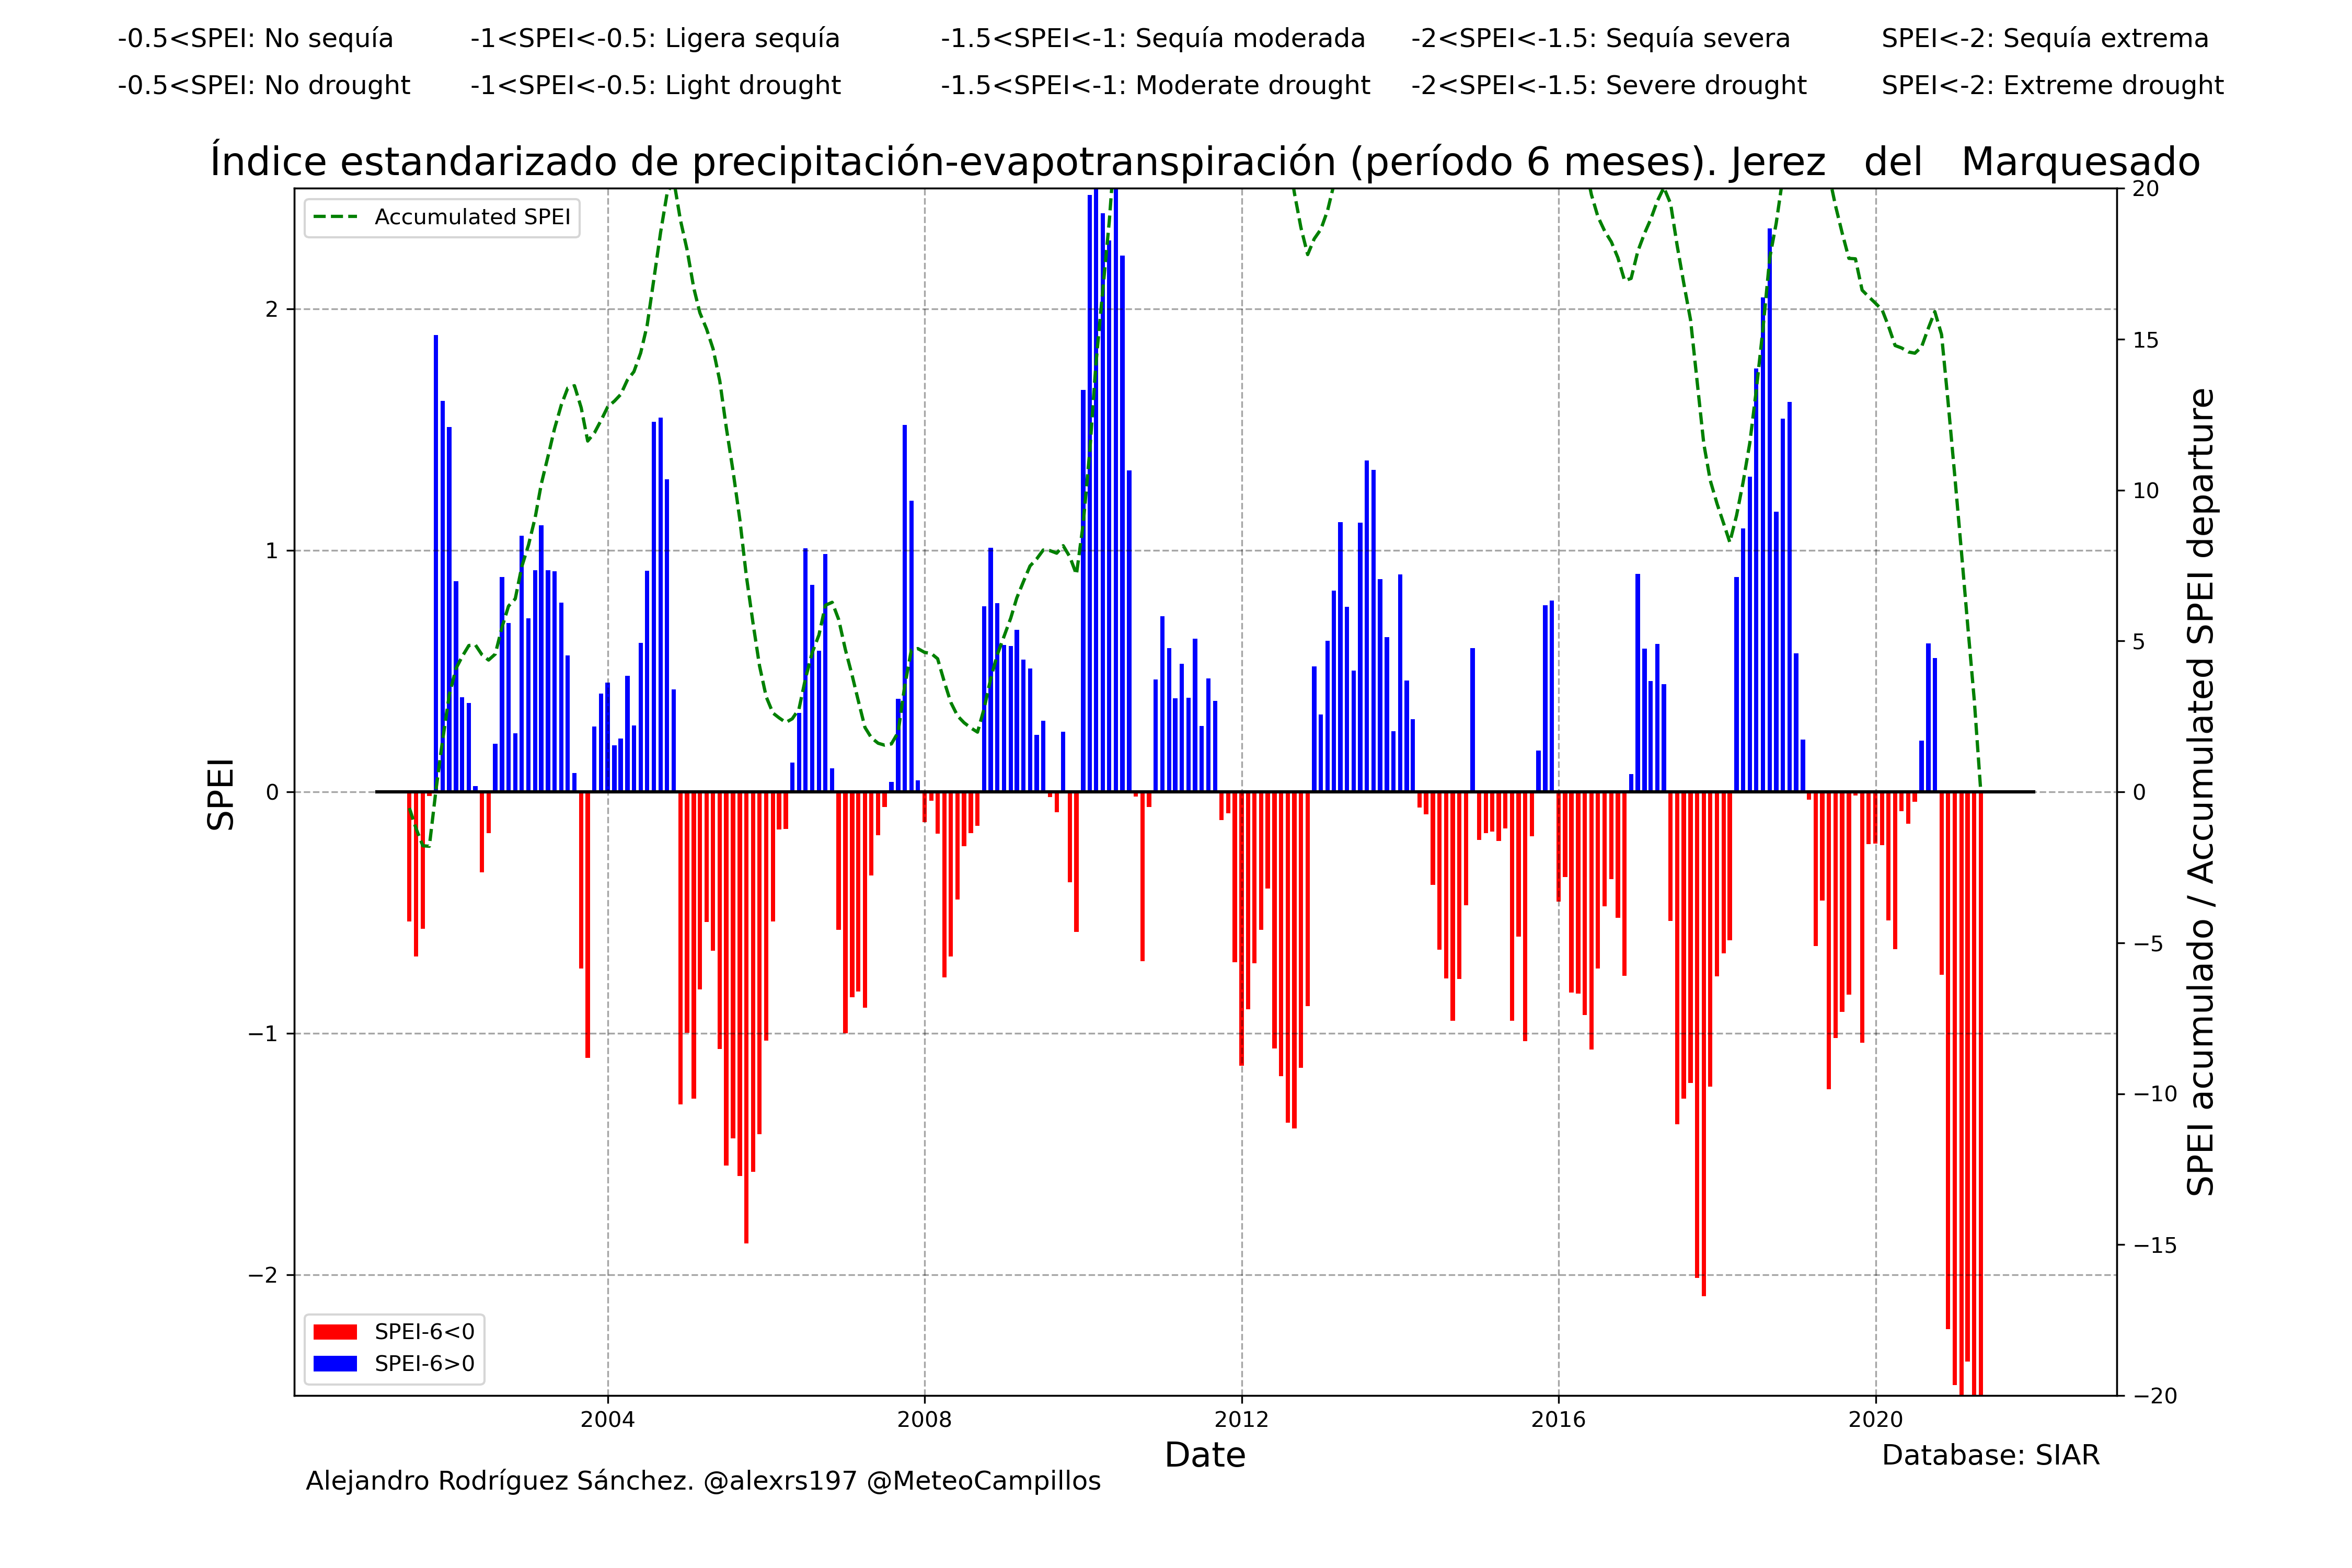 -0.5<SPEI: No sequía -1<SPEI<-0.5: Ligera sequía -1.5<SPEI<-1: Sequía moderada -2<SPEI<-1.5: Sequía severa SPEI<-2: Sequía extrema
-0.5<SPEI: No drought -1<SPEI<-0.5: Light drought -1.5<SPEI<-1: Moderate drought -2<SPEI<-1.5: Severe drought SPEI<-2: Extreme drought
Índice estandarizado de precipitación-evapotranspiración (período 6 meses). Jerez del Marquesado
Accumulated SPEI
2
1
0
−1
−2
SPEI
20
15
10
5
0
−5
−10
−15
−20
SPEI acumulado / Accumulated SPEI departure
SPEI-6<0
SPEI-6>0
2004 2008 2012 2016 2020
Date
Database: SIAR
Alejandro Rodríguez Sánchez. @alexrs197 @MeteoCampillos